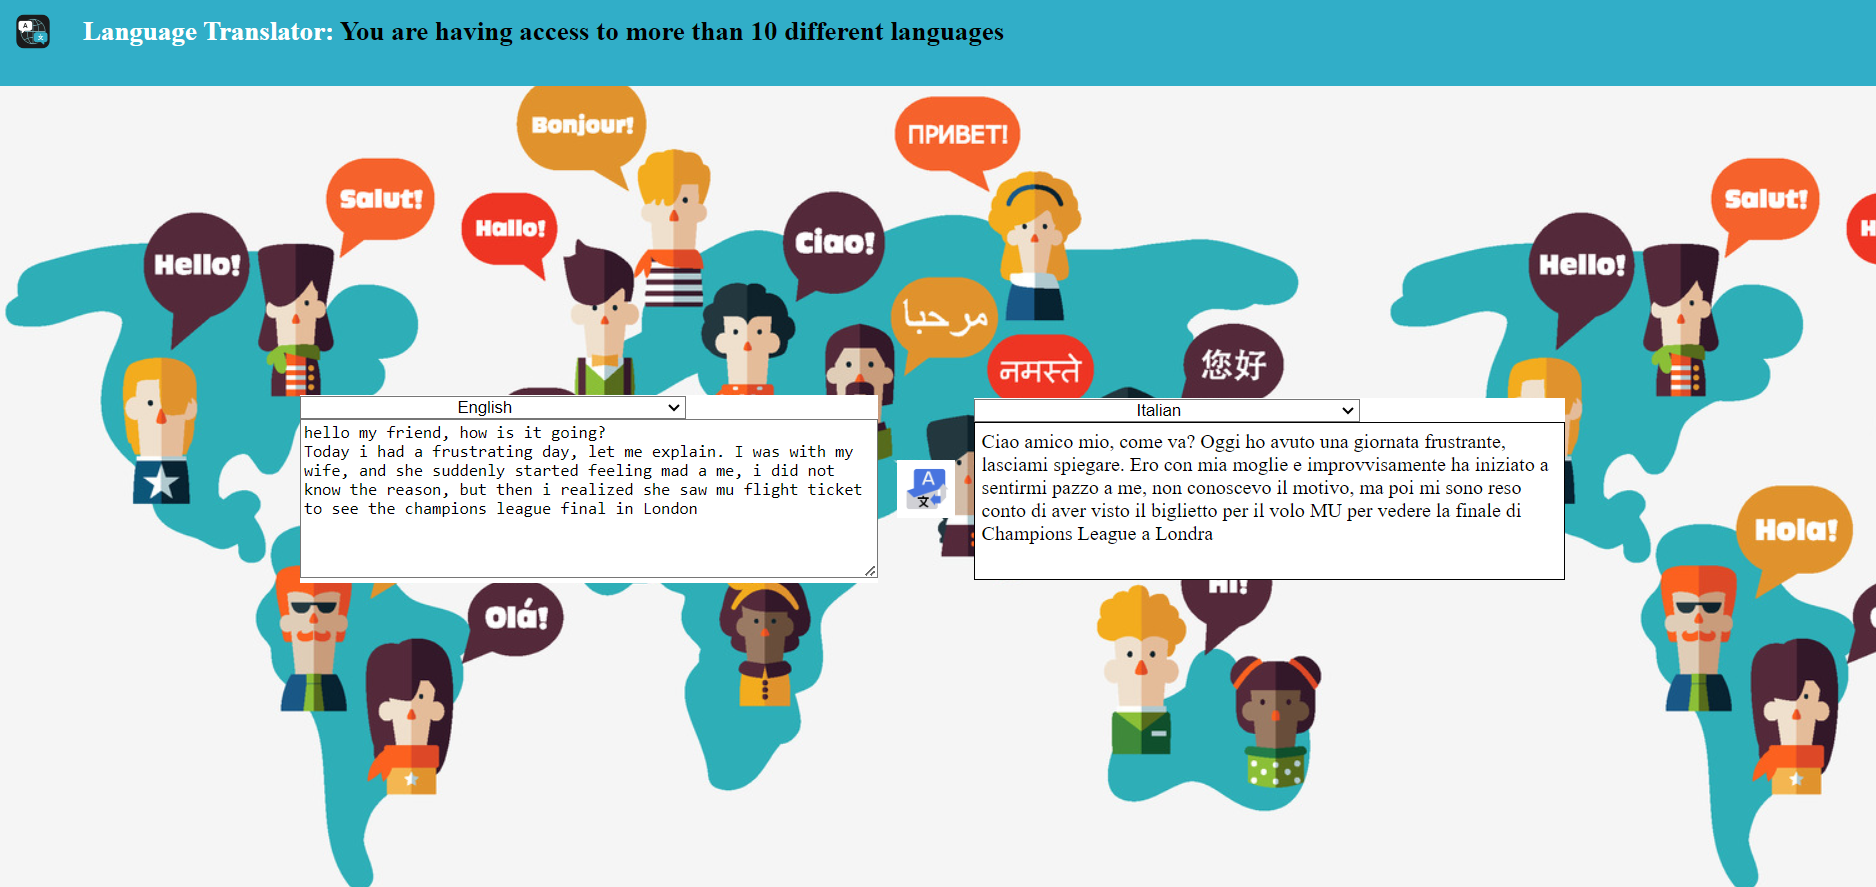 Language Translator: You are having access to more than 10 different languages
Bonjour!
ПРИВЕТ!
Salut!
Salut!
Hallo!
Hello!
Ciao!
Hello!
مرحبا
नमस्ते
您好
English
hello my friend, how is it going?
Today i had a frustrating day, let me explain. I was with my
wife, and she suddenly started feeling mad a me, i did not
know the reason, but then i realized she saw mu flight ticket
to see the champions league final in London
Italian
Ciao amico mio, come va? Oggi ho avuto una giornata frustrante,
lasciami spiegare. Ero con mia moglie e improvvisamente ha iniziato a
sentirmi pazzo a me, non conoscevo il motivo, ma poi mi sono reso
conto di aver visto il biglietto per il volo MU per vedere la finale di
Champions League a Londra
A
文
Hola!
Olá!
Hi!